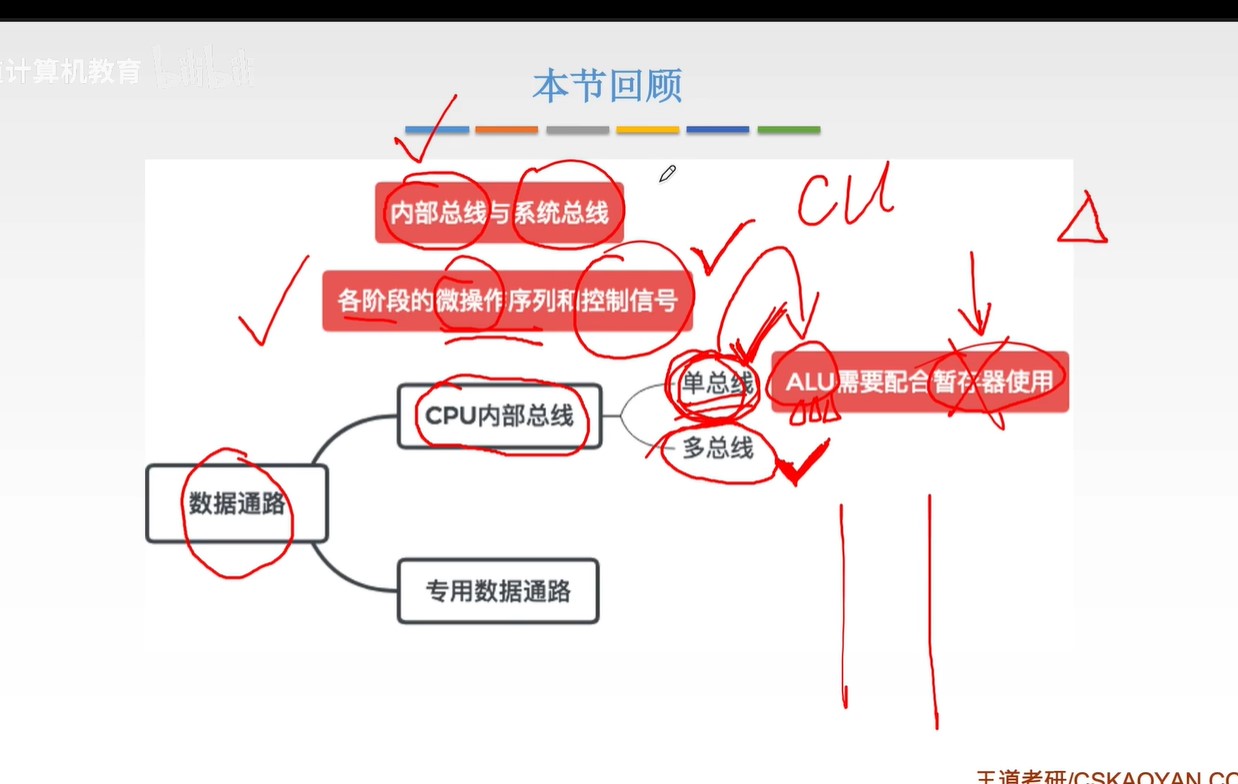 计算机教育 bilibili
本节回顾
内部总线与系统总线
CU
各阶段的微操作序列和控制信号
单总线
ALU需要配合暂存器使用
CPU内部总线
多总线
数据通路
专用数据通路
王道考研/CSKAOYAN.CO